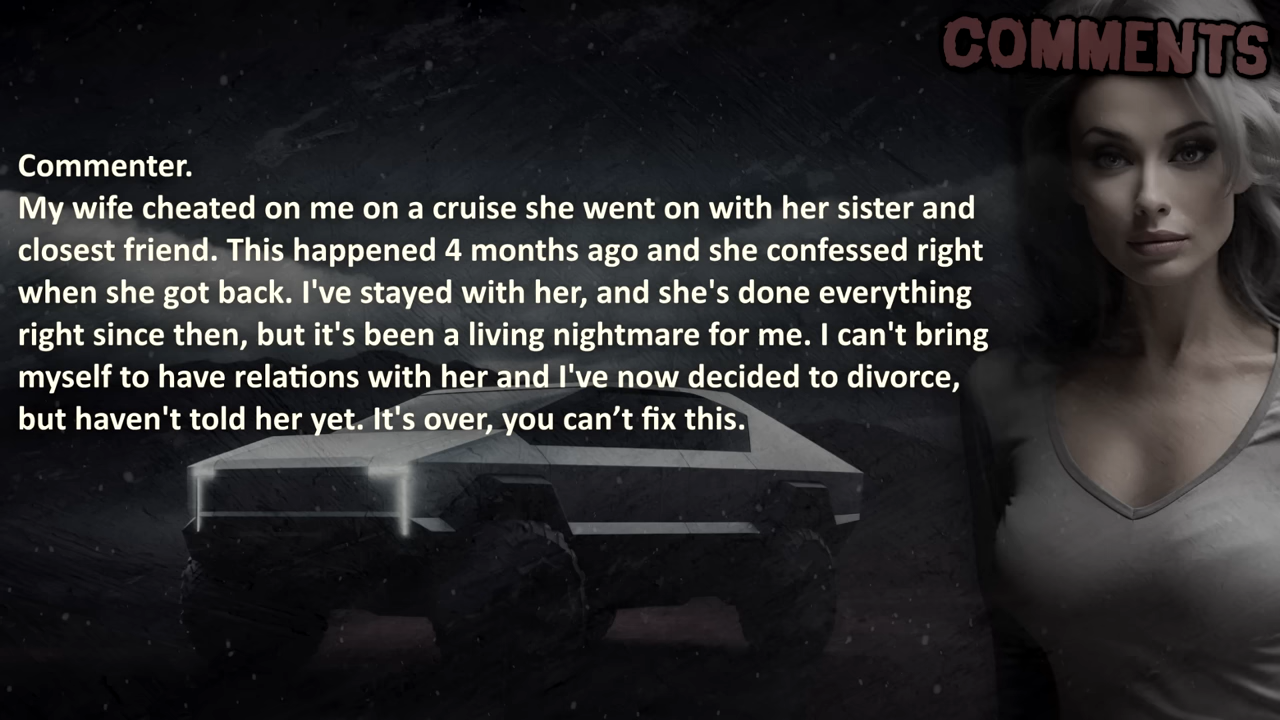 COMMENTS
Commenter.
My wife cheated on me on a cruise she went on with her sister and
closest friend. This happened 4 months ago and she confessed right
when she got back. I've stayed with her, and she's done everything
right since then, but it's been a living nightmare for me. I can't bring
myself to have relations with her and I've now decided to divorce,
but haven't told her yet. It's over, you can’t fix this.